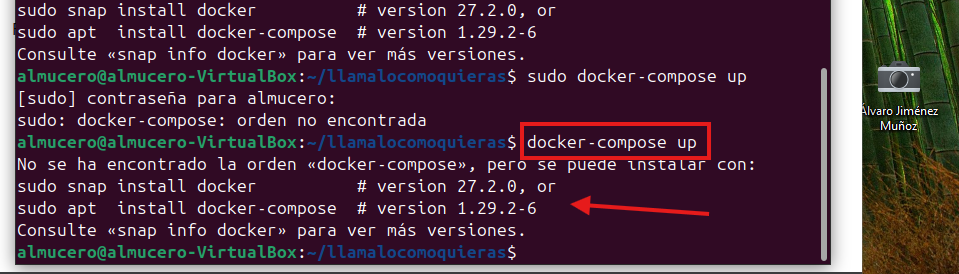 sudo snap install docker          # version 27.2.0, or
sudo apt  install docker-compose  # version 1.29.2-6
Consulte «snap info docker» para ver más versiones.
almucero@almucero-VirtualBox:~/llamalocomoquieras$ sudo docker-compose up
[sudo] contraseña para almucero:
sudo: docker-compose: orden no encontrada
almucero@almucero-VirtualBox:~/llamalocomoquieras$ docker-compose up
No se ha encontrado la orden «docker-compose», pero se puede instalar con:
sudo snap install docker          # version 27.2.0, or
sudo apt  install docker-compose  # version 1.29.2-6
Consulte «snap info docker» para ver más versiones.
almucero@almucero-VirtualBox:~/llamalocomoquieras$
Álvaro Jiménez
Muñoz